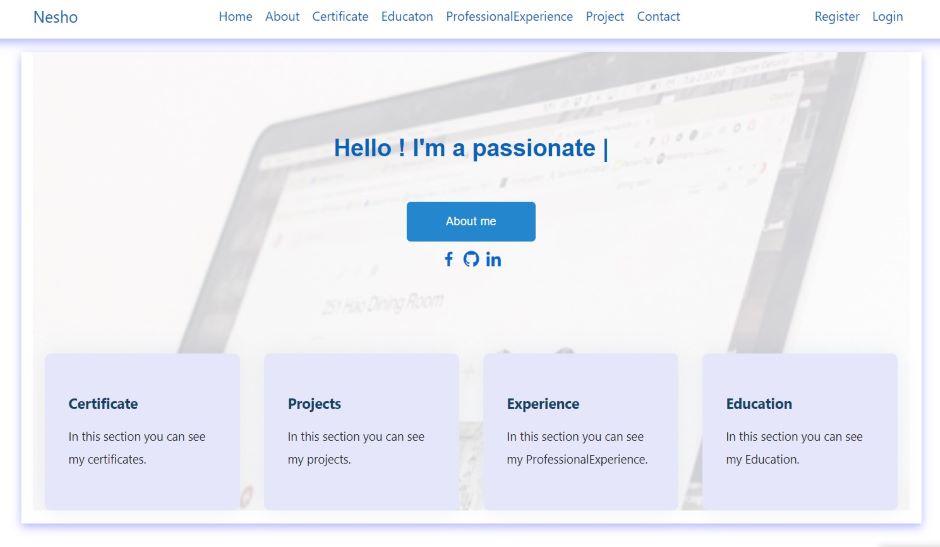 Nesho
Home About Certificate Educaton ProfessionalExperience Project Contact
Register Login
Hello ! I'm a passionate |
About me
251 Hao Dining Room
Certificate
In this section you can see
my certificates.
Projects
In this section you can see
my projects.
Experience
In this section you can see
my ProfessionalExperience.
Education
In this section you can see
my Education.